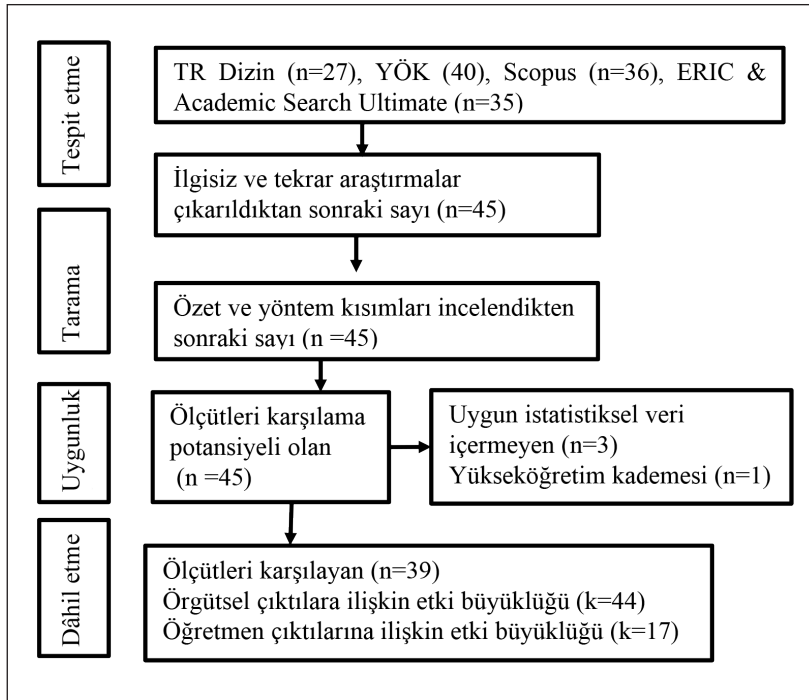 Tespit etme
TR Dizin (n=27), YÖK (40), Scopus (n=36), ERIC &
Academic Search Ultimate (n=35)
İlgisiz ve tekrar araştırmalar
çıkarıldıktan sonraki sayı (n=45)
Tarama
Özet ve yöntem kısımları incelendikten
sonraki sayı (n =45)
Uygunluk
Ölçütleri karşılama
potansiyeli olan
(n =45)
Uygun istatistiksel veri
içermeyen (n=3)
Yükseköğretim kademesi (n=1)
Dâhil etme
Ölçütleri karşılayan (n=39)
Örgütsel çıktılara ilişkin etki büyüklüğü (k=44)
Öğretmen çıktılarına ilişkin etki büyüklüğü (k=17)